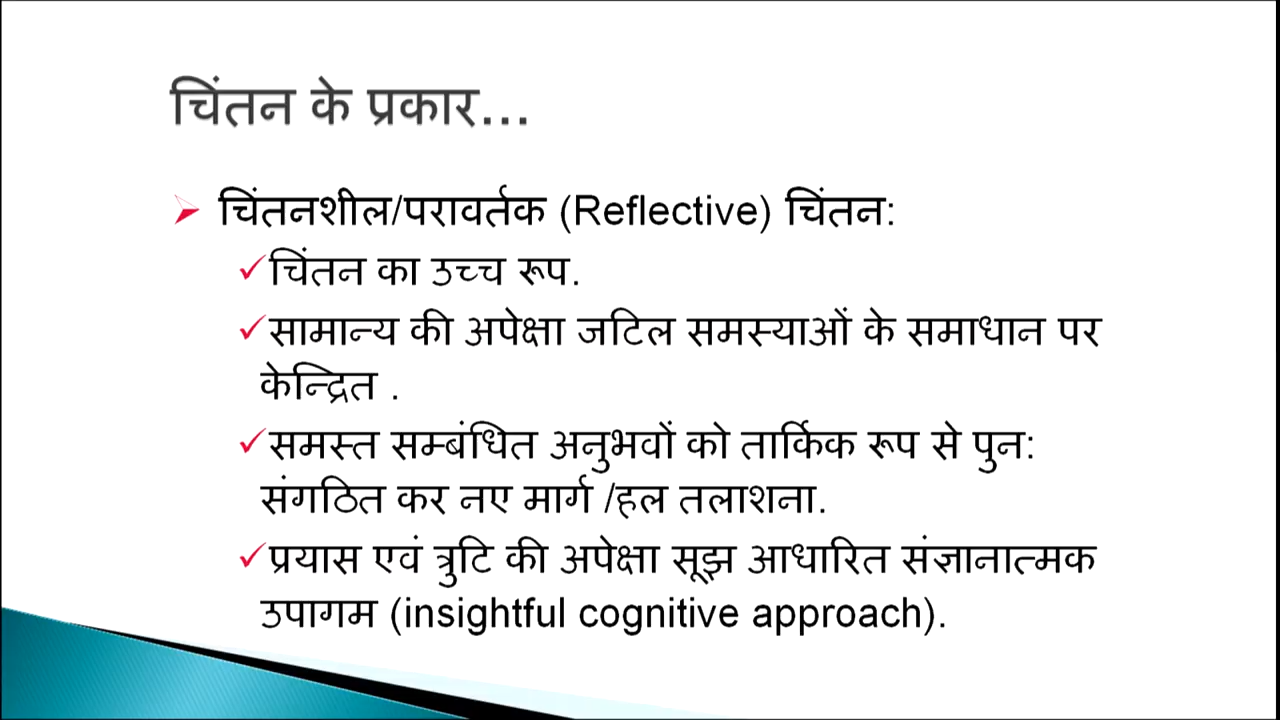 चिंतन के प्रकार...
चिंतनशील/परावर्तक (Reflective) चिंतन:
चिंतन का उच्च रूप.
सामान्य की अपेक्षा जटिल समस्याओं के समाधान पर
केन्द्रित .
समस्त सम्बंधित अनुभवों को तार्किक रूप से पुन:
संगठित कर नए मार्ग /हल तलाशना.
प्रयास एवं त्रुटि की अपेक्षा सूझ आधारित संज्ञानात्मक
उपागम (insightful cognitive approach).